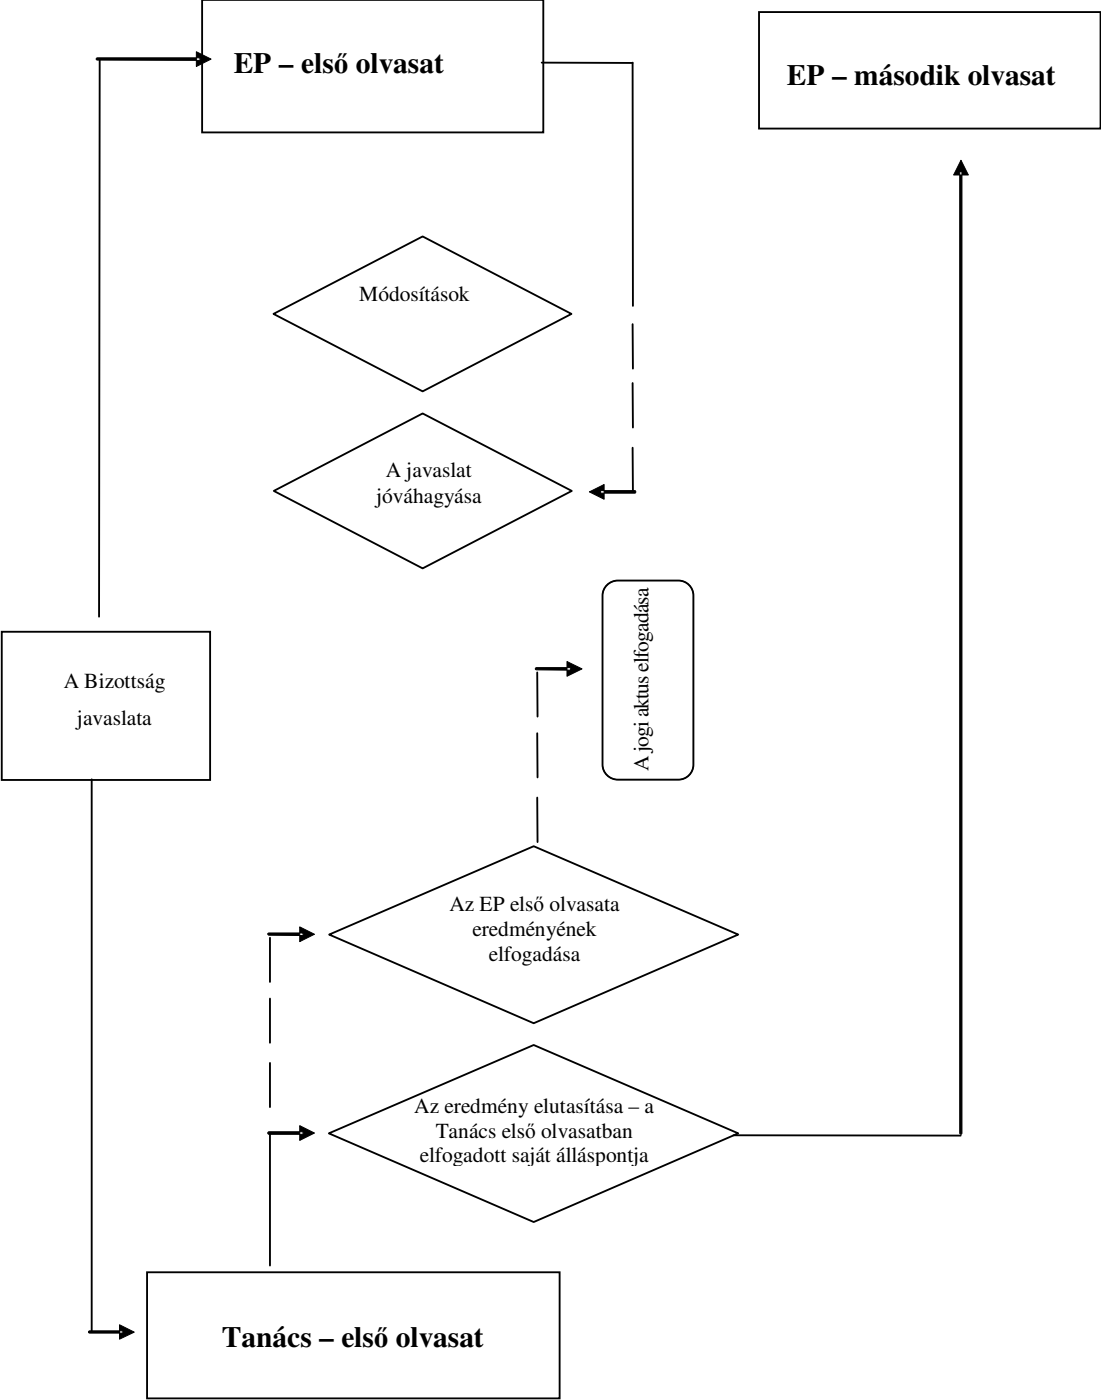 EP – első olvasat
EP – második olvasat
Módosítások
A javaslat
jóváhagyása
A jogi aktus elfogadása
A Bizottság
javaslata
Az EP első olvasata
eredményének
elfogadása
Az eredmény elutasítása – a
Tanács első olvasatban
elfogadott saját álláspontja
Tanács – első olvasat